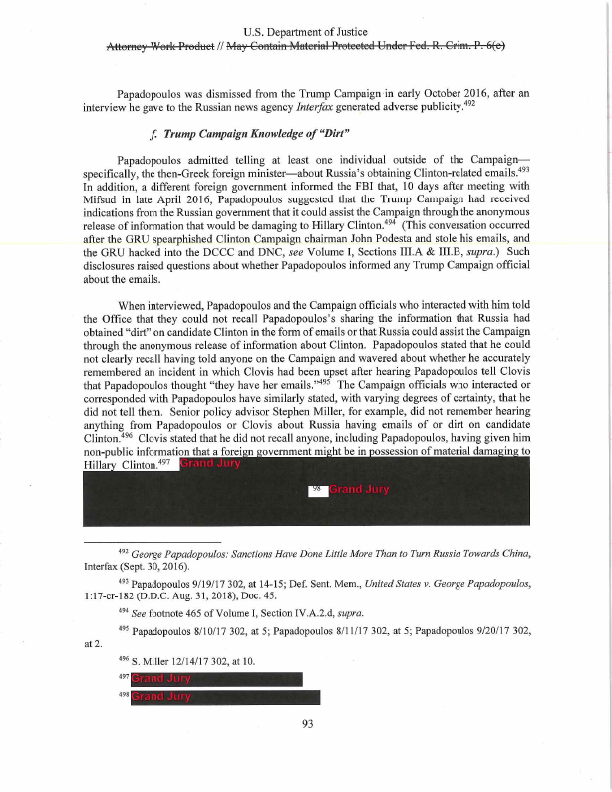 U.S. Department of Justice
Attorney Work Product // May Contain Material Protected Under Fed. R. Crim. P. 6(e)
Papadopoulos was dismissed from the Trump Campaign in early October 2016, after an
interview he gave to the Russian news agency Interfax generated adverse publicity.492
f. Trump Campaign Knowledge of “Dirt”
Papadopoulos admitted telling at least one individual outside of the Campaign—
specifically, the then-Greek foreign minister—about Russia’s obtaining Clinton-related emails.493
In addition, a different foreign government informed the FBI that, 10 days after meeting with
Mifsud in late April 2016, Papadopoulos suggested that the Trump Campaign had received
indications from the Russian government that it could assist the Campaign through the anonymous
release of information that would be damaging to Hillary Clinton.494 (This conversation occurred
after the GRU spearphished Clinton Campaign chairman John Podesta and stole his emails, and
the GRU hacked into the DCCC and DNC, see Volume I, Sections III.A & III.B, supra.) Such
disclosures raised questions about whether Papadopoulos informed any Trump Campaign official
about the emails.
When interviewed, Papadopoulos and the Campaign officials who interacted with him told
the Office that they could not recall Papadopoulos’s sharing the information that Russia had
obtained “dirt” on candidate Clinton in the form of emails or that Russia could assist the Campaign
through the anonymous release of information about Clinton. Papadopoulos stated that he could
not clearly recall having told anyone on the Campaign and wavered about whether he accurately
remembered an incident in which Clovis had been upset after hearing Papadopoulos tell Clovis
that Papadopoulos thought “they have her emails.”495 The Campaign officials who interacted or
corresponded with Papadopoulos have similarly stated, with varying degrees of certainty, that he
did not tell them. Senior policy advisor Stephen Miller, for example, did not remember hearing
anything from Papadopoulos or Clovis about Russia having emails of or dirt on candidate
Clinton.496 Clovis stated that he did not recall anyone, including Papadopoulos, having given him
non-public information that a foreign government might be in possession of material damaging to
Hillary Clinton.497 Grand Jury
98 Grand Jury
492 George Papadopoulos: Sanctions Have Done Little More Than to Turn Russia Towards China,
Interfax (Sept. 30, 2016).
493 Papadopoulos 9/19/17 302, at 14-15; Def. Sent. Mem., United States v. George Papadopoulos,
1:17-cr-182 (D.D.C. Aug. 31, 2018), Doc. 45.
494 See footnote 465 of Volume I, Section IV.A.2.d, supra.
495 Papadopoulos 8/10/17 302, at 5; Papadopoulos 8/11/17 302, at 5; Papadopoulos 9/20/17 302,
at 2.
496 S. Miller 12/14/17 302, at 10.
497 Grand Jury
498 Grand Jury
93